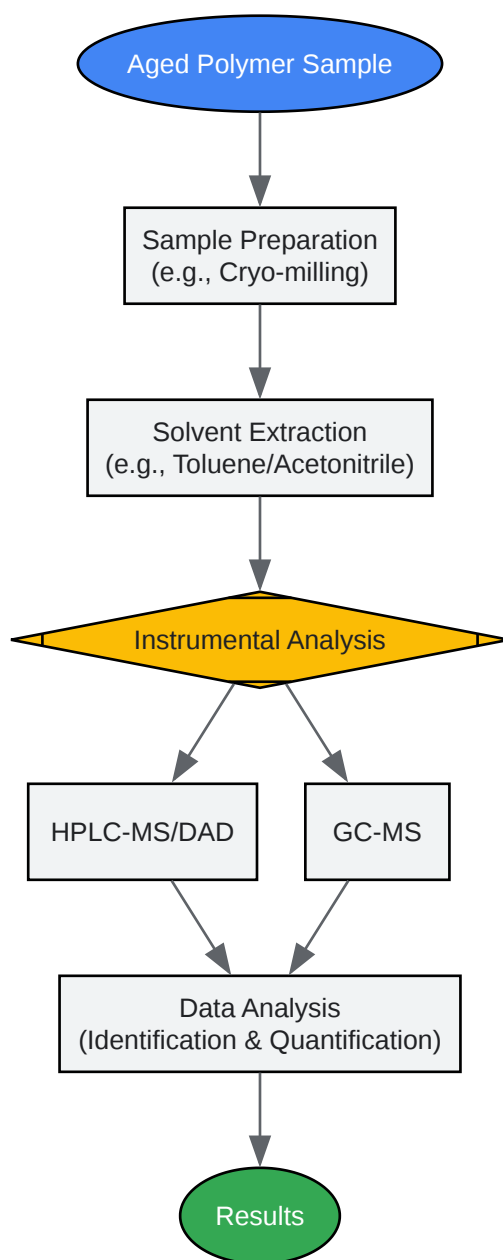 Aged Polymer Sample
Sample Preparation
(e.g., Cryo-milling)
Solvent Extraction
(e.g., Toluene/Acetonitrile)
Instrumental Analysis
HPLC-MS/DAD
GC-MS
Data Analysis
(Identification & Quantification)
Results